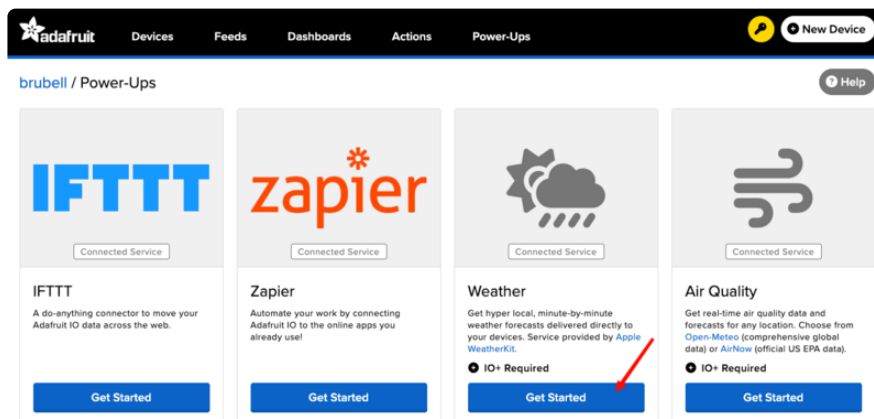 adafruit Devices Feeds Dashboards Actions Power-Ups New Device
brubell / Power-Ups Help
IFTTT
Connected Service
IFTTT
A do-anything connector to move your
Adafruit IO data across the web.
Get Started
zapier
Connected Service
Zapier
Automate your work by connecting
Adafruit IO to the online apps you
already use!
Get Started
Connected Service
Weather
Get hyper local, minute-by-minute
weather forecasts delivered directly to
your devices. Service provided by Apple
WeatherKit.
IO+ Required
Get Started
Connected Service
Air Quality
Get real-time air quality data and
forecasts for any location. Choose from
Open-Meteo (comprehensive global
data) or AirNow (official US EPA data).
IO+ Required
Get Started